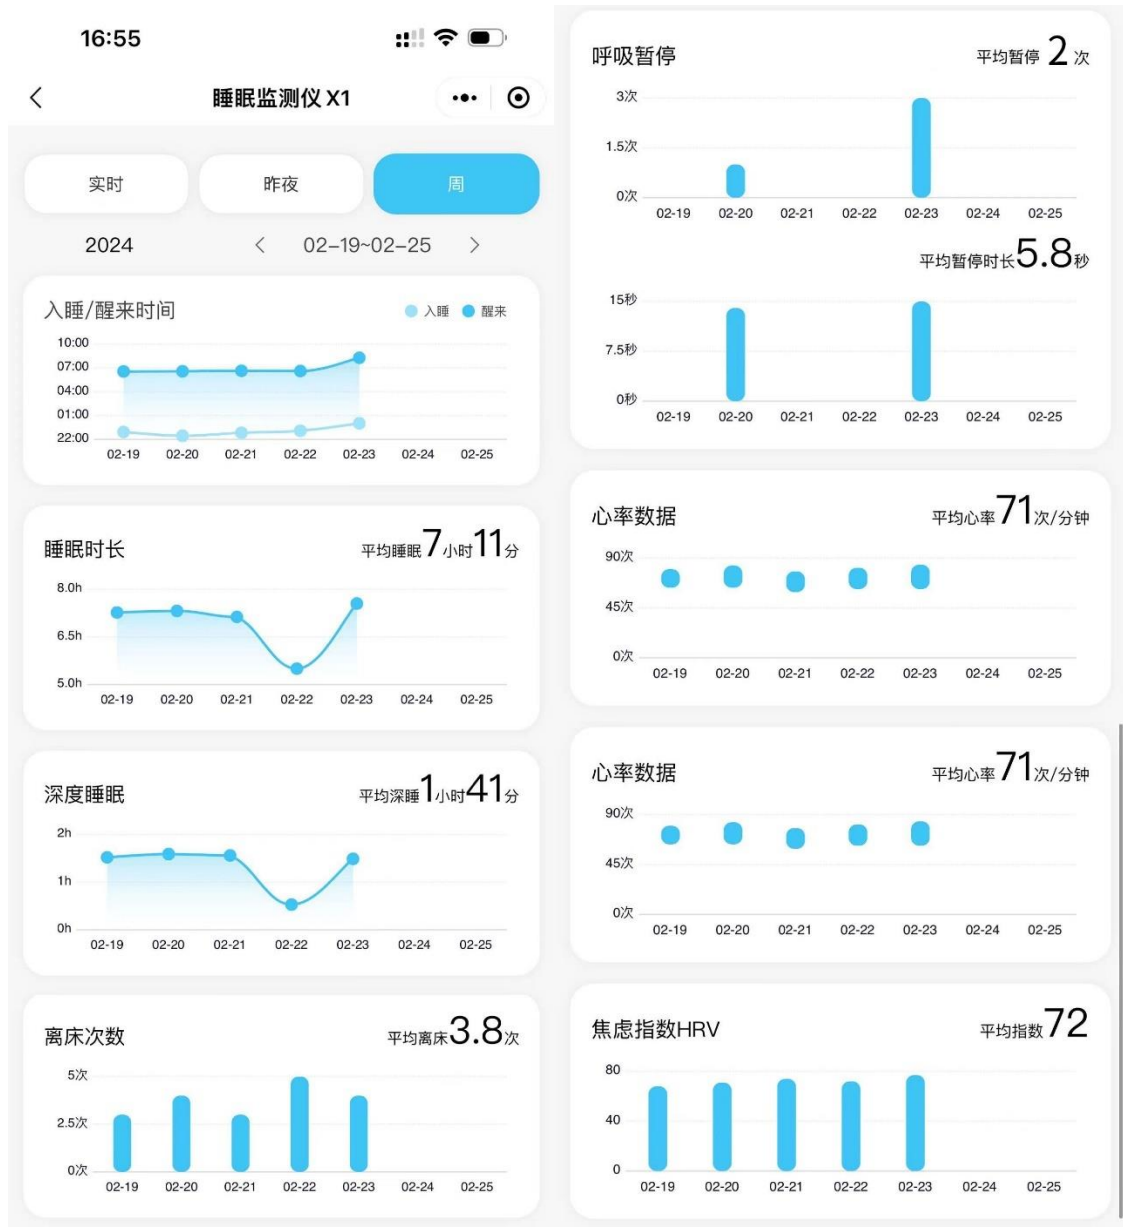 16:55
睡眠监测仪 X1
实时
昨夜
周
2024
02-19~02-25
入睡/醒来时间
入睡 醒来
10:00
07:00
04:00
01:00
22:00
02-19 02-20 02-21 02-22 02-23 02-24 02-25
睡眠时长
平均睡眠7小时11分
8.0h
6.5h
5.0h
02-19 02-20 02-21 02-22 02-23 02-24 02-25
深度睡眠
平均深睡1小时41分
2h
1h
0h
02-19 02-20 02-21 02-22 02-23 02-24 02-25
离床次数
平均离床3.8次
5次
2.5次
0次
02-19 02-20 02-21 02-22 02-23 02-24 02-25
呼吸暂停
平均暂停 2 次
3次
1.5次
0次
02-19 02-20 02-21 02-22 02-23 02-24 02-25
平均暂停时长5.8秒
15秒
7.5秒
0秒
02-19 02-20 02-21 02-22 02-23 02-24 02-25
心率数据
平均心率71次/分钟
90次
45次
0次
02-19 02-20 02-21 02-22 02-23 02-24 02-25
心率数据
平均心率71次/分钟
90次
45次
0次
02-19 02-20 02-21 02-22 02-23 02-24 02-25
焦虑指数HRV
平均指数72
80
40
0
02-19 02-20 02-21 02-22 02-23 02-24 02-25